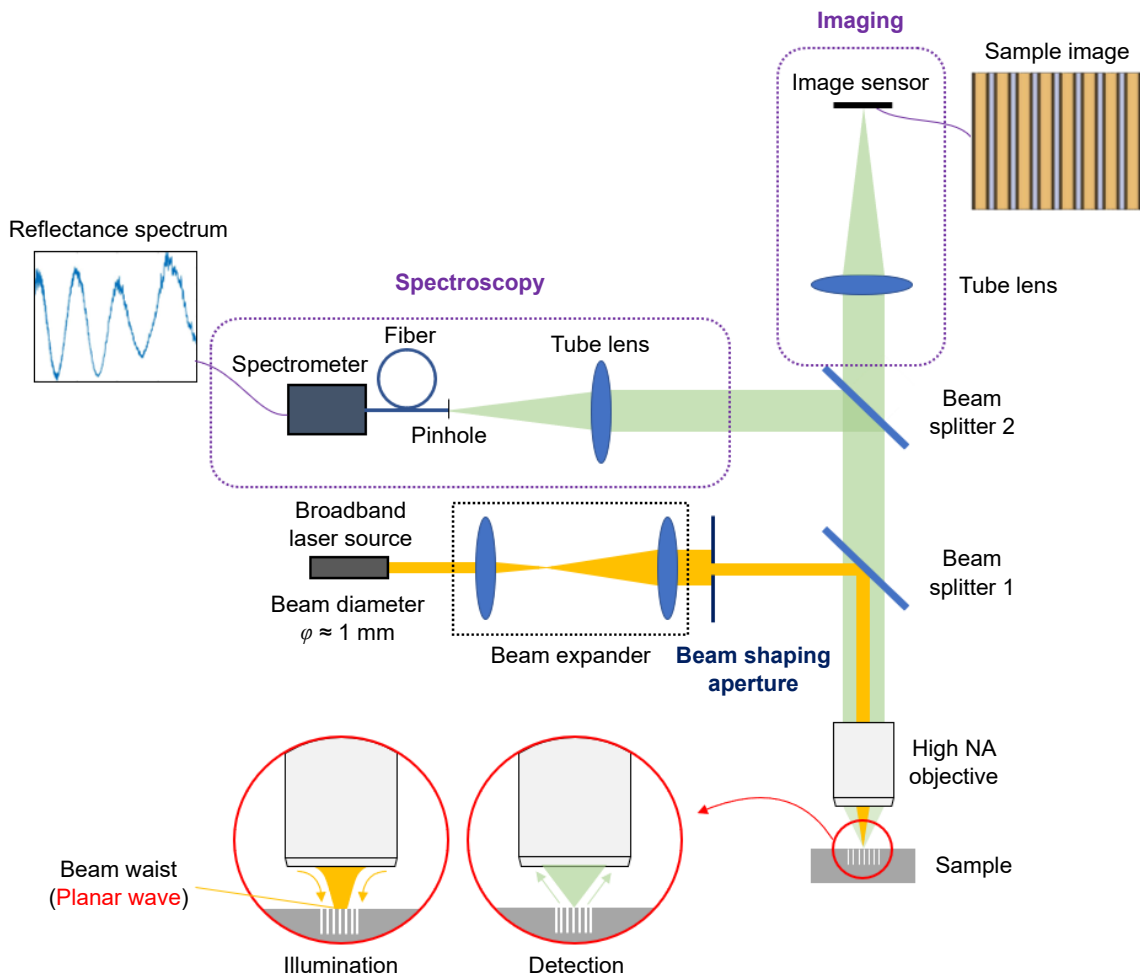 Imaging
Sample image
Image sensor
Reflectance spectrum
Spectroscopy
Tube lens
Fiber
Tube lens
Spectrometer
Pinhole
Beam
splitter 2
Broadband
laser source
Beam
splitter 1
Beam diameter
φ ≈ 1 mm
Beam expander
Beam shaping
aperture
High NA
objective
Beam waist
(Planar wave)
Sample
Illumination
Detection